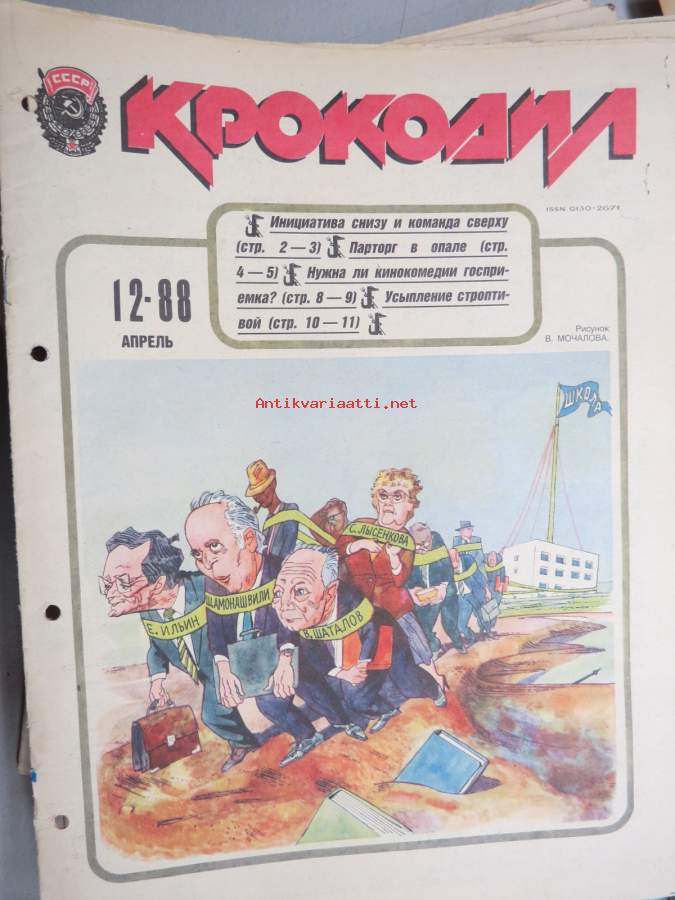 СССР
КРОКОДИЛ
ISSN 0130-2671
Инициатива снизу и команда сверху
(стр. 2—3) Парторг в опале (стр.
4—5) Нужна ли кинокомедии госпри-
емка? (стр. 8—9) Усыпление стропти-
вой (стр. 10—11)
12·88
АПРЕЛЬ
Рисунок
В. МОЧАЛОВА.
Antikvariaatti.net
ШКОЛА
С. ЛЫСЕНКОВА
Ш.АМОНАШВИЛИ
Е. ИЛЬИН
В. ШАТАЛОВ